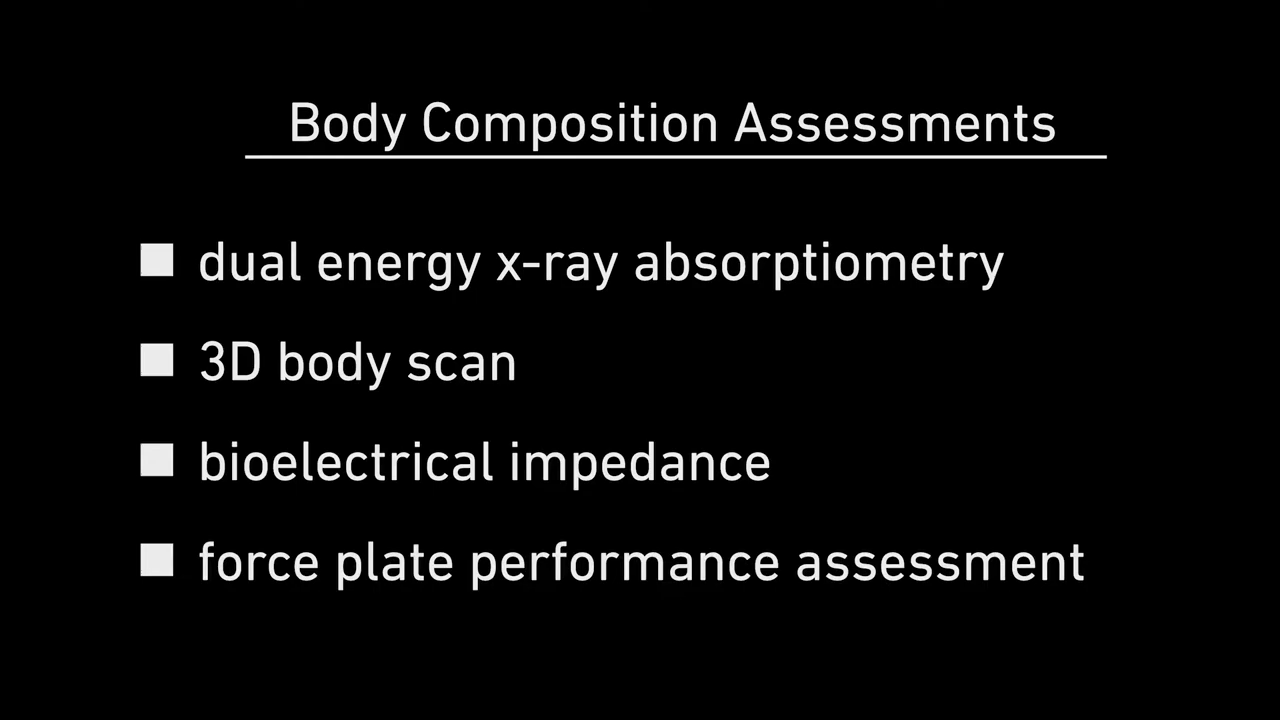 Body Composition Assessments
dual energy x-ray absorptiometry
3D body scan
bioelectrical impedance
force plate performance assessment